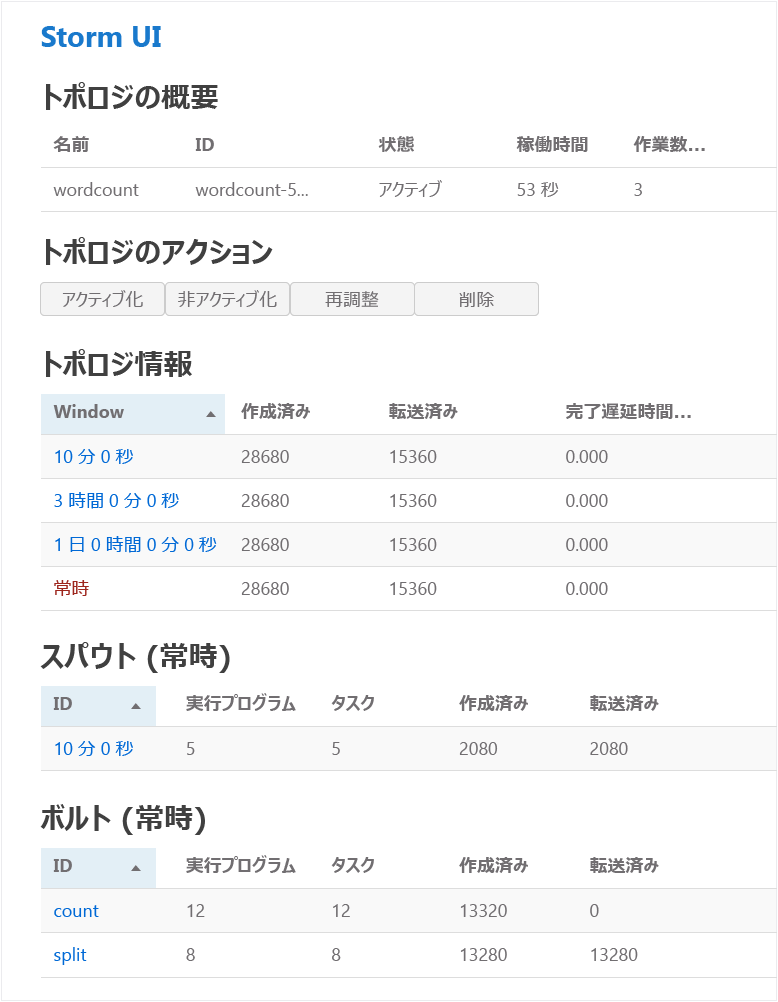 Storm UI
トポロジの概要
名前 ID 状態 稼働時間 作業数...
wordcount wordcount-5... アクティブ 53 秒 3
トポロジのアクション
アクティブ化 非アクティブ化 再調整 削除
トポロジ情報
Window 作成済み 転送済み 完了遅延時間...
10 分 0 秒 28680 15360 0.000
3 時間 0 分 0 秒 28680 15360 0.000
1 日 0 時間 0 分 0 秒 28680 15360 0.000
常時 28680 15360 0.000
スパウト (常時)
ID 実行プログラム タスク 作成済み 転送済み
10 分 0 秒 5 5 2080 2080
ボルト (常時)
ID 実行プログラム タスク 作成済み 転送済み
count 12 12 13320 0
split 8 8 13280 13280